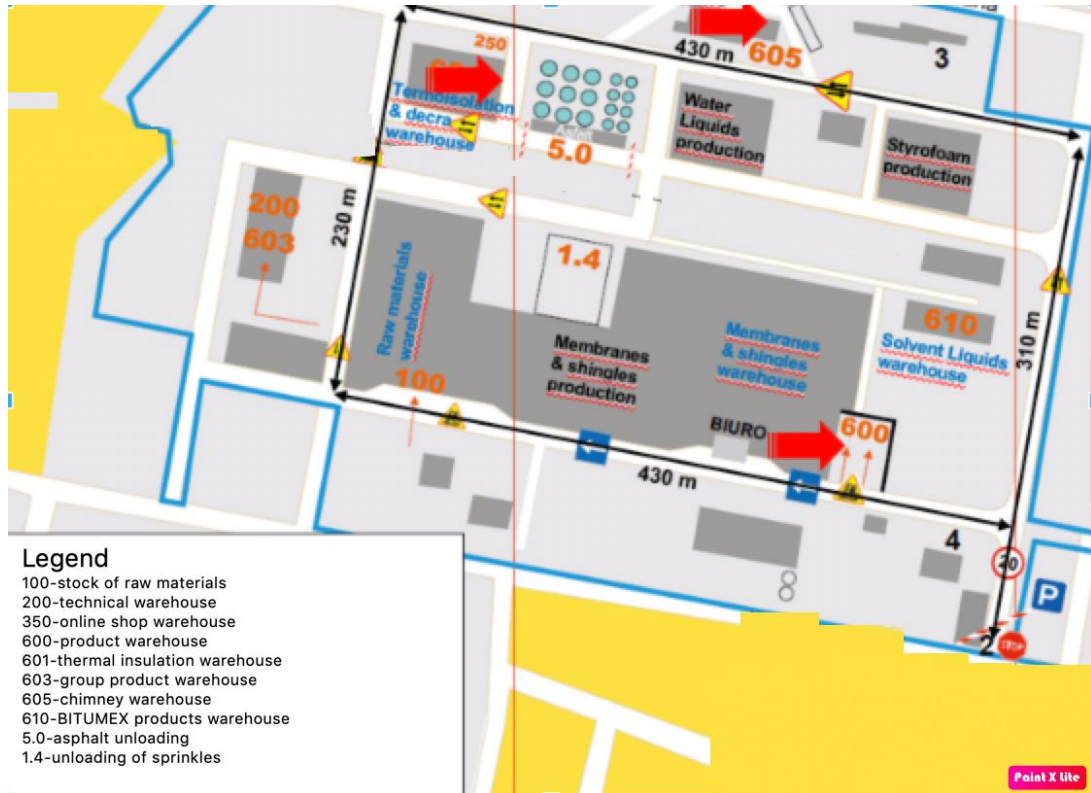 250
430 m
605
3
Termoisolation
& decra
warehouse
Asfalt
5.0
Water
Liquids
production
Styrofoam
production
200
603
230 m
Raw materials
warehouse
100
1.4
Membranes
& shingles
production
Membranes
& shingles
warehouse
610
Solvent Liquids
warehouse
310 m
BIURO
600
430 m
4
20
P
2
STOP
Legend
100-stock of raw materials
200-technical warehouse
350-online shop warehouse
600-product warehouse
601-thermal insulation warehouse
603-group product warehouse
605-chimney warehouse
610-BITUMEX products warehouse
5.0-asphalt unloading
1.4-unloading of sprinkles
Paint X Lite